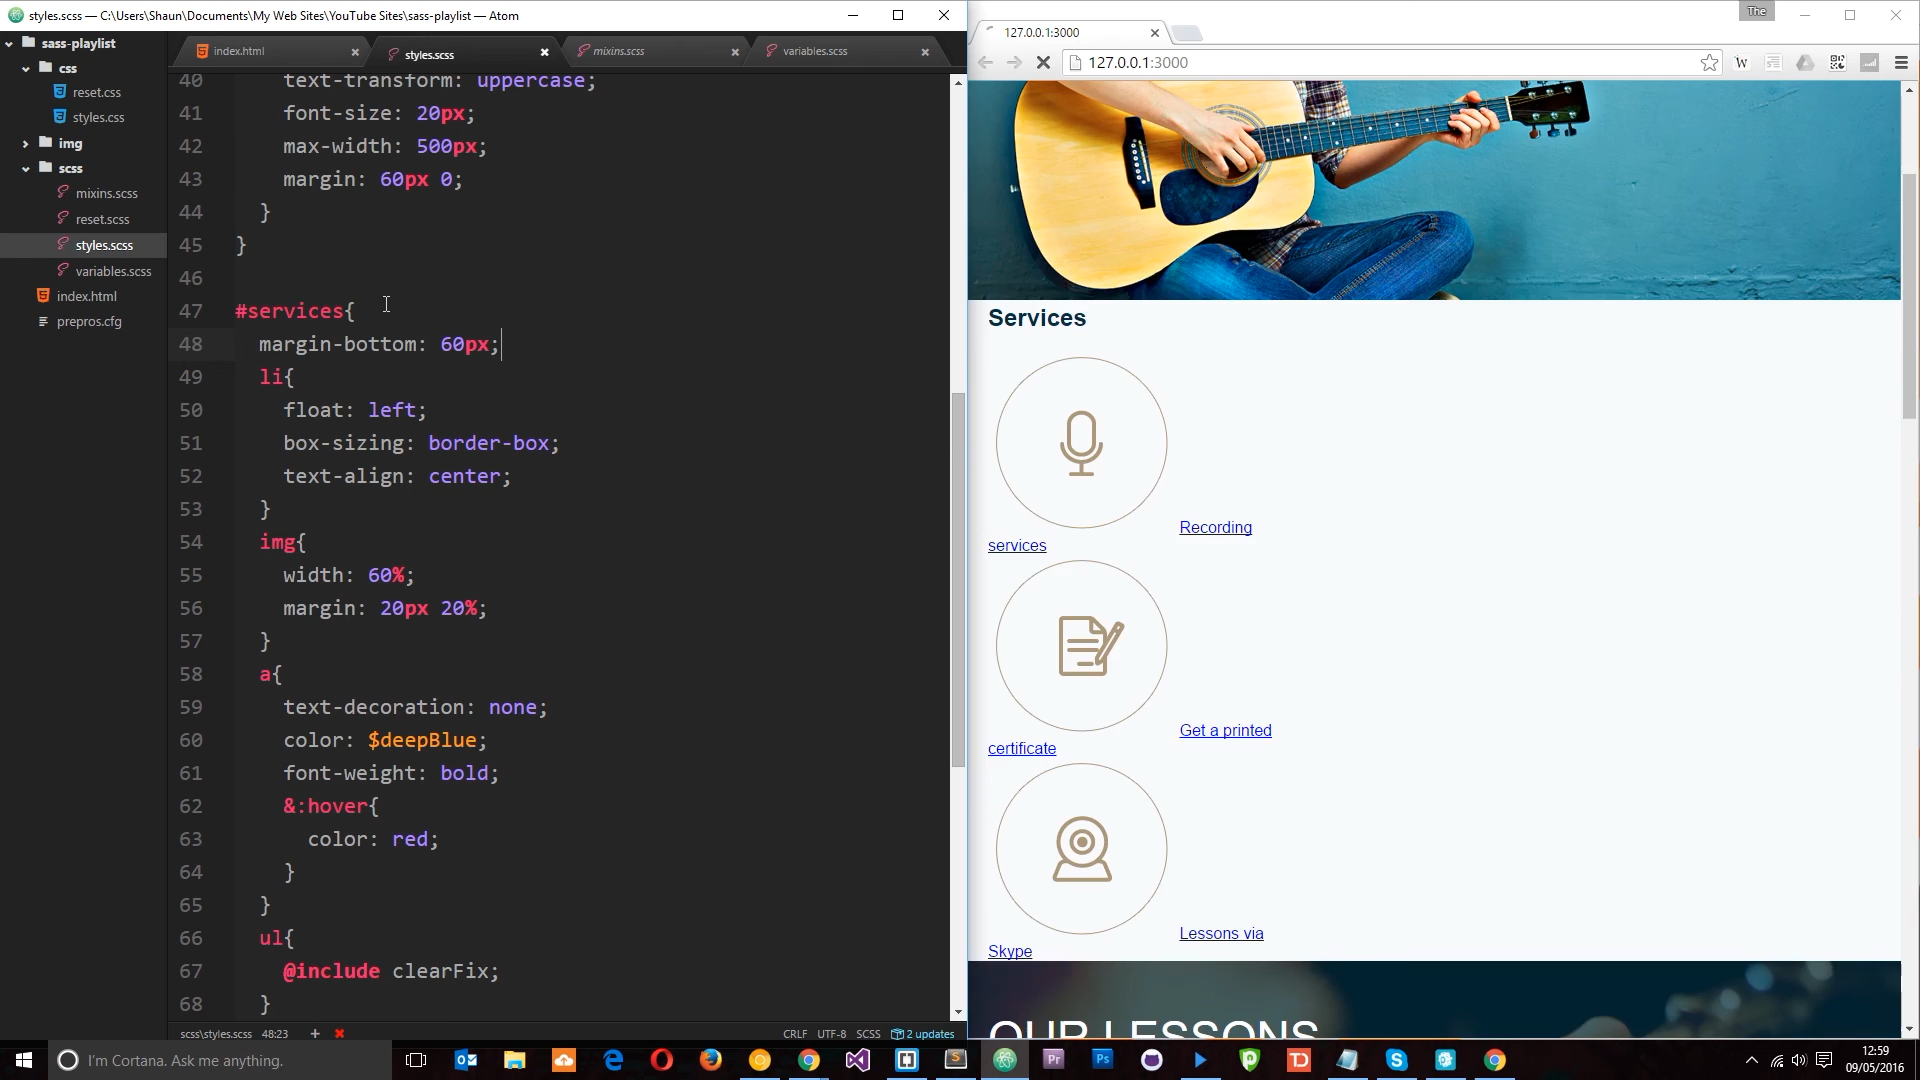 styles.scss — C:\Users\Shaun\Documents\My Web Sites\YouTube Sites\sass-playlist — Atom
sass-playlist
css
reset.css
styles.css
img
scss
mixins.scss
reset.scss
styles.scss
variables.scss
index.html
prepros.cfg
index.html
styles.scss
mixins.scss
variables.scss
40 text-transform: uppercase;
41 font-size: 20px;
42 max-width: 500px;
43 margin: 60px 0;
44 }
45 }
46
47 #services{
48 margin-bottom: 60px;
49 li{
50 float: left;
51 box-sizing: border-box;
52 text-align: center;
53 }
54 img{
55 width: 60%;
56 margin: 20px 20%;
57 }
58 a{
59 text-decoration: none;
60 color: $deepBlue;
61 font-weight: bold;
62 &:hover{
63 color: red;
64 }
65 }
66 ul{
67 @include clearFix;
68 }
scss\styles.scss 48:23 CRLF UTF-8 SCSS 2 updates
The
127.0.0.1:3000
127.0.0.1:3000
Services
Recording
services
Get a printed
certificate
Lessons via
Skype
OUR LESSONS
I'm Cortana. Ask me anything.
12:59
09/05/2016